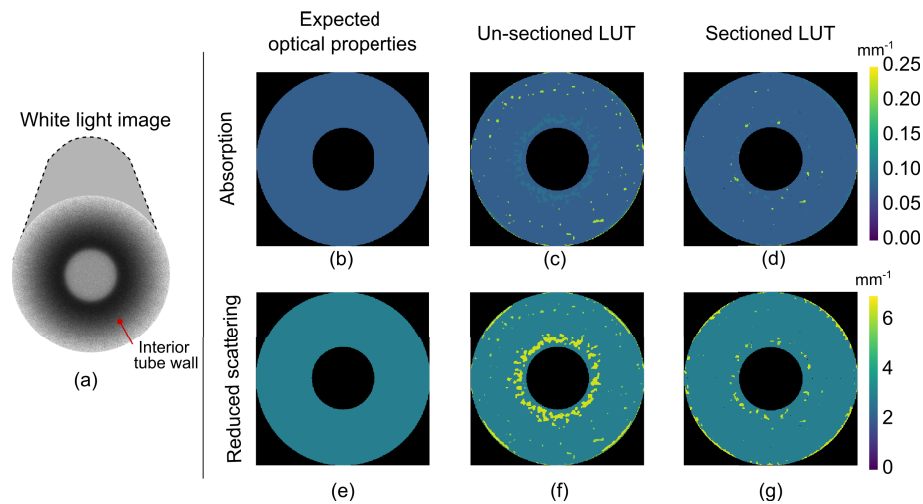 Expected
optical properties
Un-sectioned LUT
Sectioned LUT
mm⁻¹
0.25
0.20
0.15
0.10
0.05
0.00
White light image
Interior
tube wall
(a)
Absorption
(b)
(c)
(d)
mm⁻¹
6
4
2
0
Reduced scattering
(e)
(f)
(g)